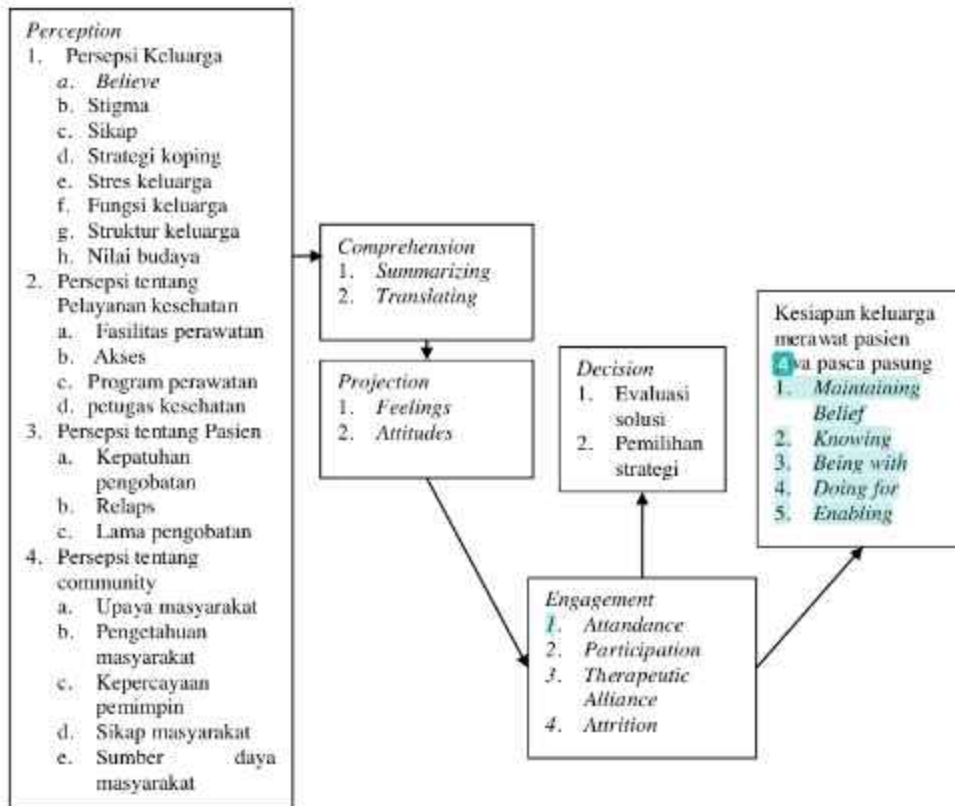 Perception
1. Persepsi Keluarga
a. Believe
b. Stigma
c. Sikap
d. Strategi koping
e. Stres keluarga
f. Fungsi keluarga
g. Struktur keluarga
h. Nilai budaya
2. Persepsi tentang
Pelayanan kesehatan
a. Fasilitas perawatan
b. Akses
c. Program perawatan
d. petugas kesehatan
3. Persepsi tentang Pasien
a. Kepatuhan
pengobatan
b. Relaps
c. Lama pengobatan
4. Persepsi tentang
community
a. Upaya masyarakat
b. Pengetahuan
masyarakat
c. Kepercayaan
pemimpin
d. Sikap masyarakat
e. Sumber daya
masyarakat
Comprehension
1. Summarizing
2. Translating
Projection
1. Feelings
2. Attitudes
Decision
1. Evaluasi
solusi
2. Pemilihan
strategi
Engagement
1. Attandance
2. Participation
3. Therapeutic
Alliance
4. Attrition
Kesiapan keluarga
merawat pasien
4 va pasca pasung
1. Maintaining
Belief
2. Knowing
3. Being with
4. Doing for
5. Enabling